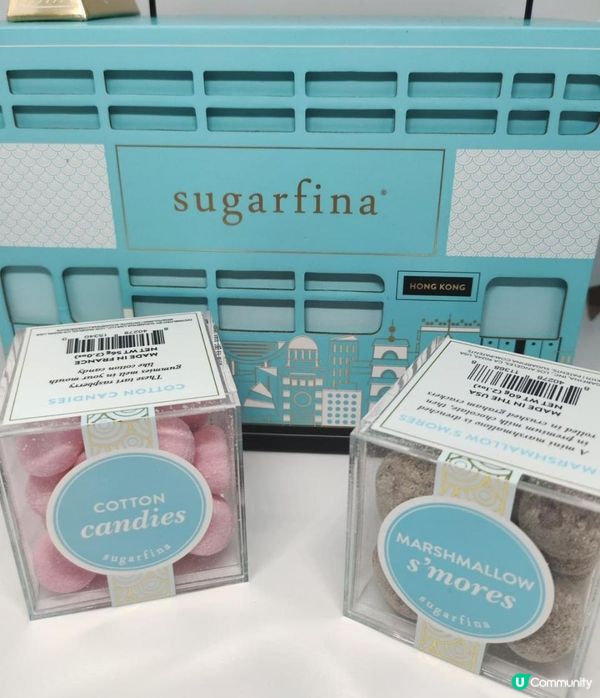 sugarfina®
HONG KONG
COTTON CANDIES
These tart raspberry
gummies melt in your mouth
like cotton candy
MADE IN FRANCE
COTTON
candies
sugarfina
MARSHMALLOW S'MORES
A mini marshmallow is enrobed
in premium milk chocolate then
rolled in crushed graham crackers
MADE IN THE USA
MARSHMALLOW
s'mores
sugarfina
U Community